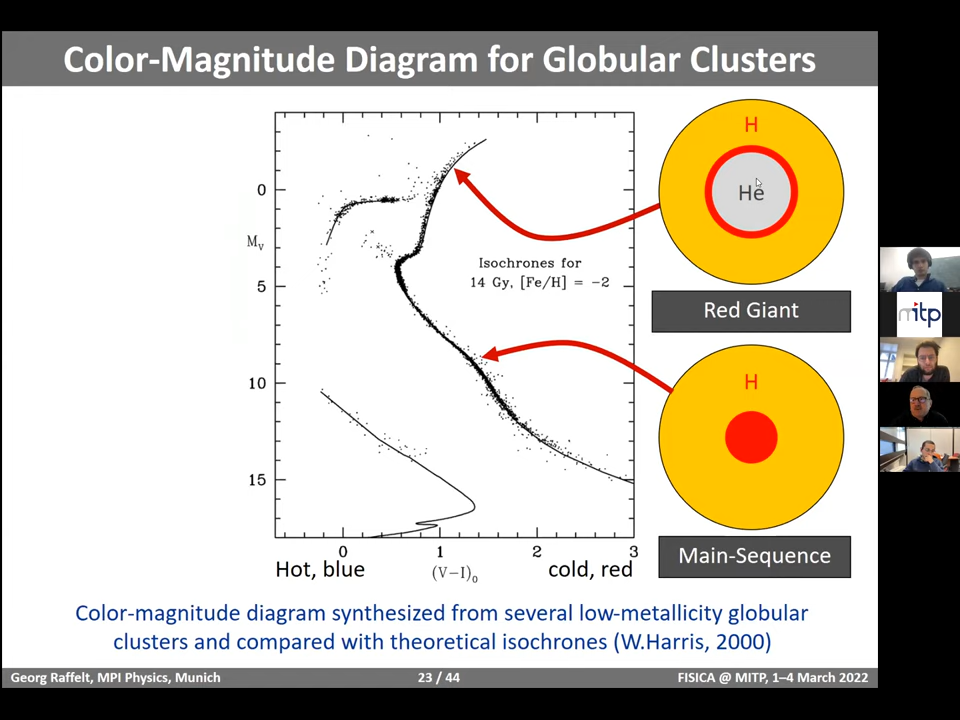 Color-Magnitude Diagram for Globular Clusters
H
He
Red Giant
H
Main-Sequence
0
5
10
15
M_V
Isochrones for
14 Gy, [Fe/H] = −2
0 1 2 3
Hot, blue (V−I)₀ cold, red
Color-magnitude diagram synthesized from several low-metallicity globular
clusters and compared with theoretical isochrones (W.Harris, 2000)
Georg Raffelt, MPI Physics, Munich 23 / 44 FISICA @ MITP, 1–4 March 2022
mitp